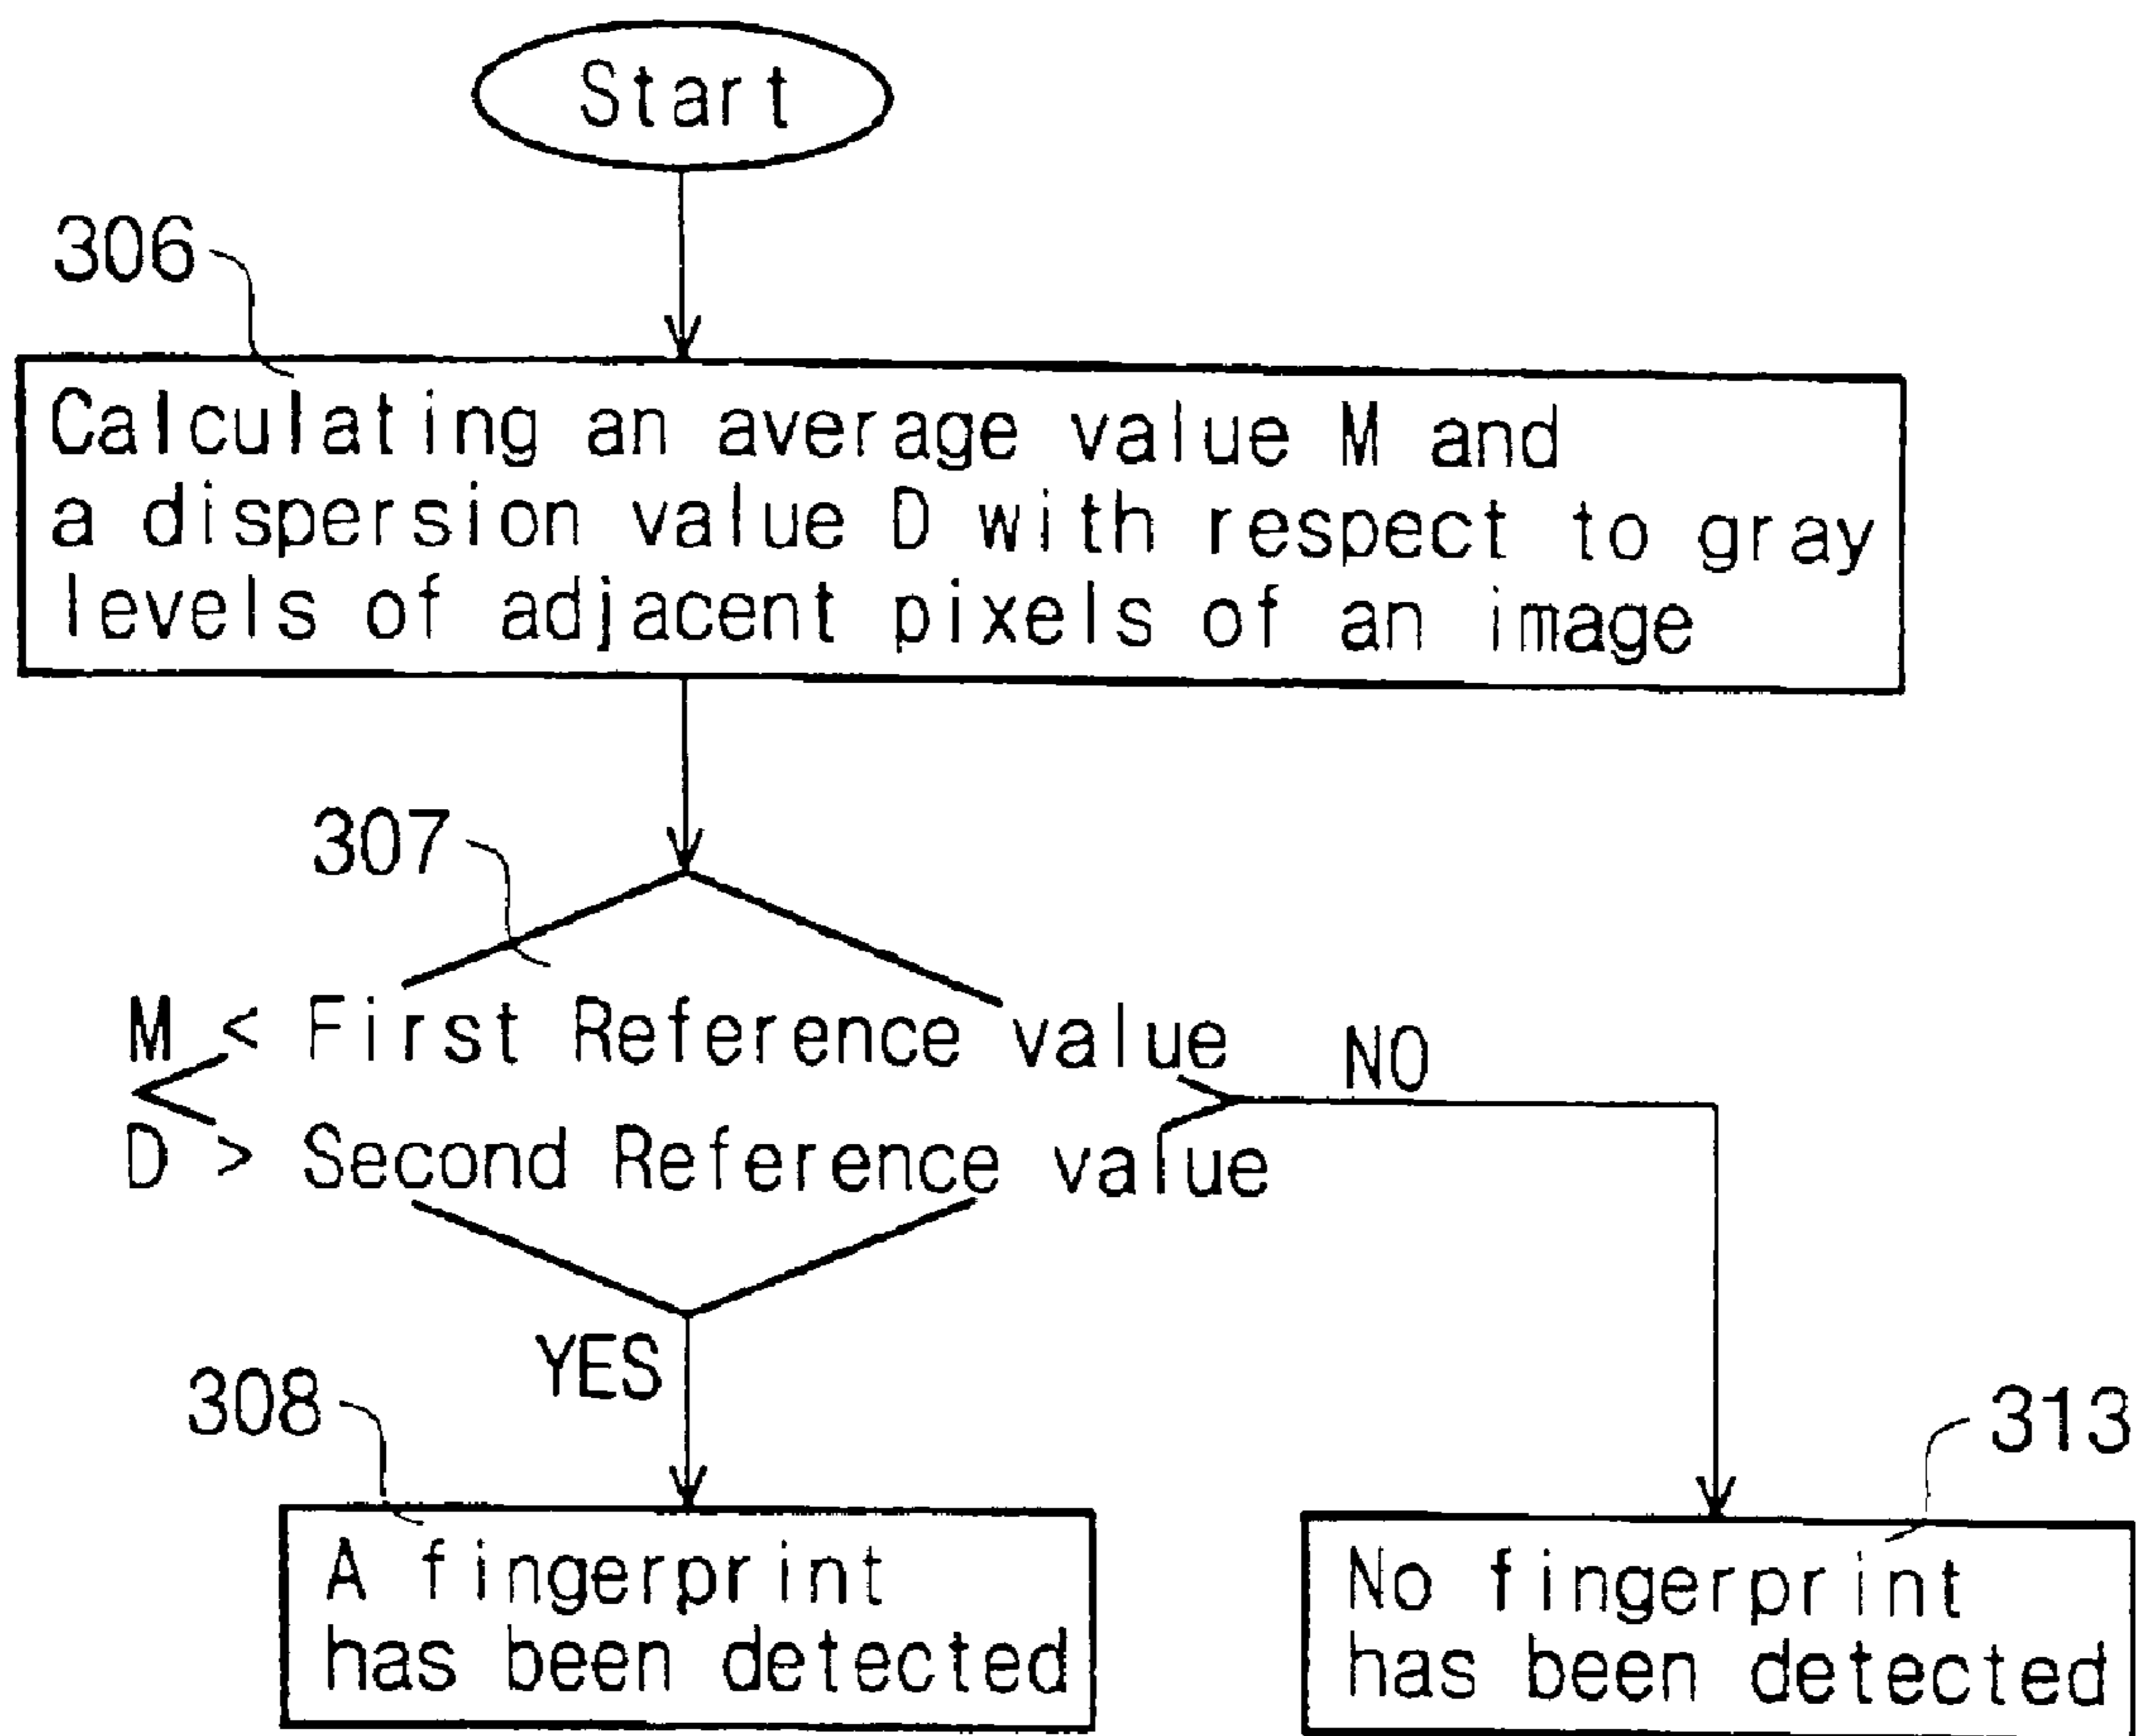 Start
306
Calculating an average value M and
a dispersion value D with respect to gray
levels of adjacent pixels of an image
307
M < First Reference value
NO
D > Second Reference value
YES
308
313
A fingerprint
has been detected
No fingerprint
has been detected